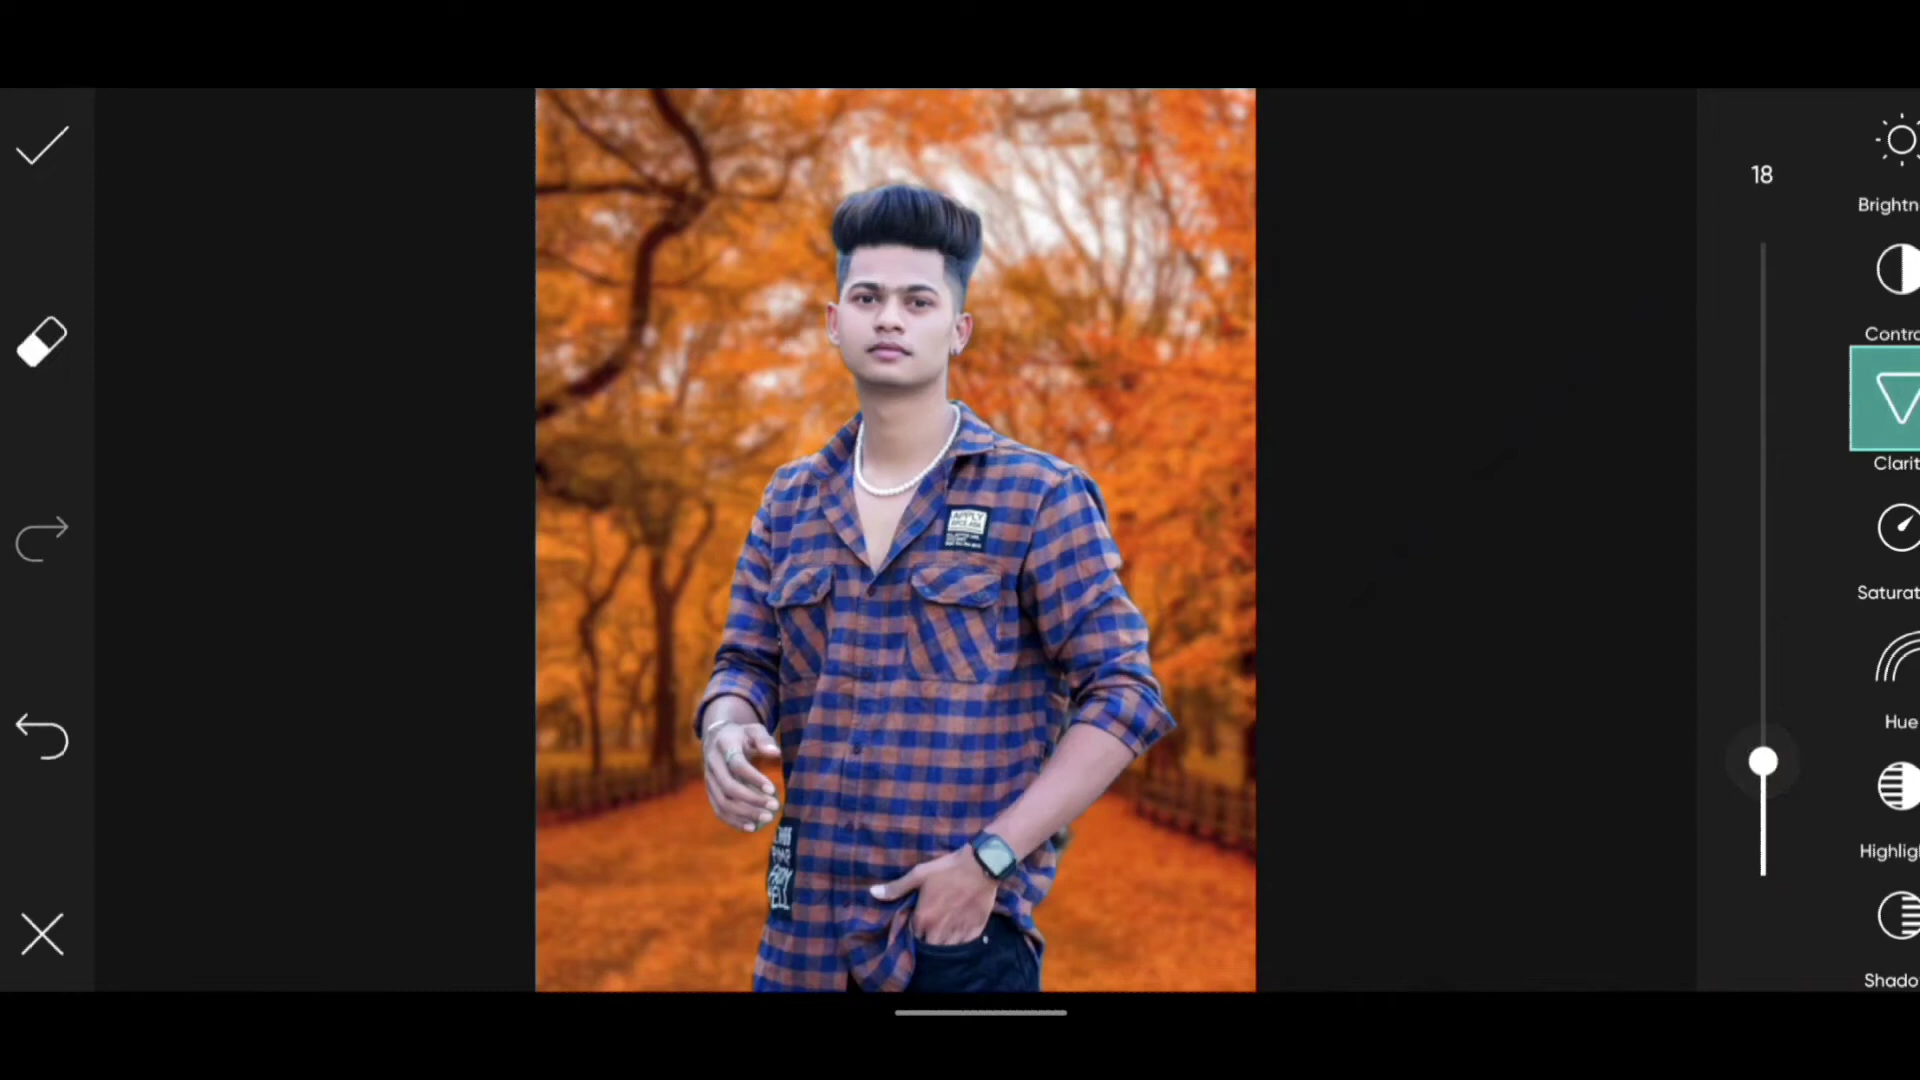 18
Brightn
Contra
Clarit
Saturat
Hue
Highlig
Shado
APPLY